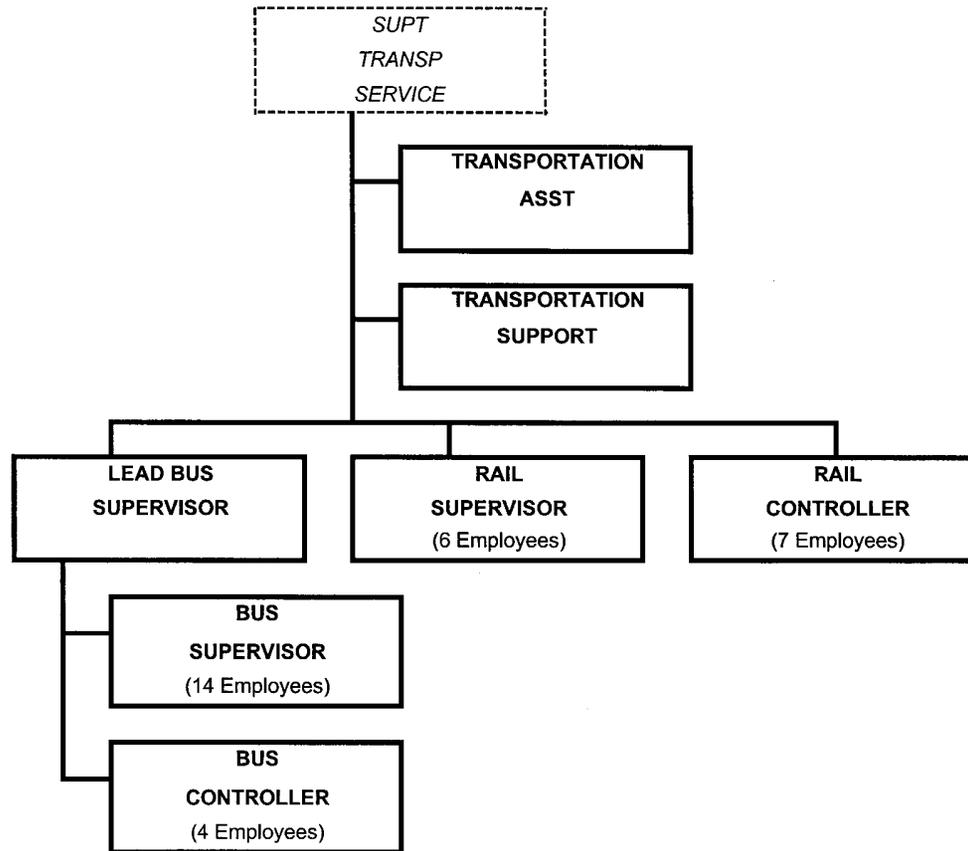 SUPT
TRANSP
SERVICE
TRANSPORTATION
ASST
TRANSPORTATION
SUPPORT
LEAD BUS
SUPERVISOR
RAIL
SUPERVISOR
(6 Employees)
RAIL
CONTROLLER
(7 Employees)
BUS
SUPERVISOR
(14 Employees)
BUS
CONTROLLER
(4 Employees)